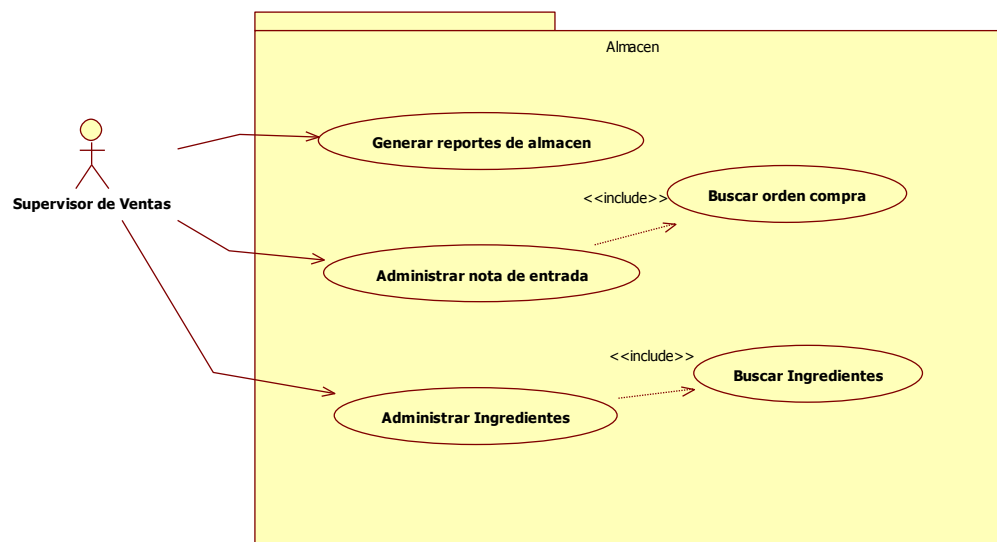 Almacen
Generar reportes de almacen
<<include>>
Buscar orden compra
Supervisor de Ventas
Administrar nota de entrada
<<include>>
Buscar Ingredientes
Administrar Ingredientes